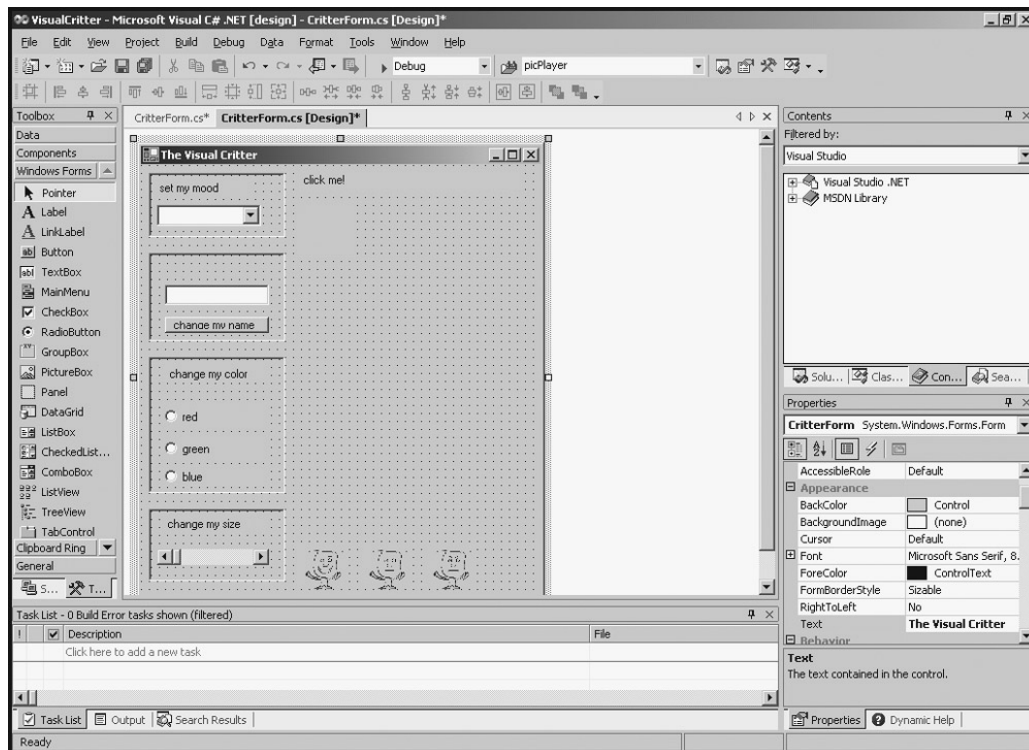 VisualCritter - Microsoft Visual C# .NET [design] - CritterForm.cs [Design]*
File Edit View Project Build Debug Data Format Tools Window Help
Debug picPlayer
Toolbox
Data
Components
Windows Forms
Pointer
Label
LinkLabel
Button
TextBox
MainMenu
CheckBox
RadioButton
GroupBox
PictureBox
Panel
DataGrid
ListBox
CheckedList...
ComboBox
ListView
TreeView
TabControl
Clipboard Ring
General
S... T...
CritterForm.cs* CritterForm.cs [Design]*
The Visual Critter
set my mood
click me!
change my name
change my color
red
green
blue
change my size
Contents
Filtered by:
Visual Studio
Visual Studio .NET
MSDN Library
Solu... Clas... Con... Sea...
Properties
CritterForm System.Windows.Forms.Form
AccessibleRole Default
Appearance
BackColor Control
BackgroundImage (none)
Cursor Default
Font Microsoft Sans Serif, 8.
ForeColor ControlText
FormBorderStyle Sizable
RightToLeft No
Text The Visual Critter
Behavior
Text
The text contained in the control.
Properties Dynamic Help
Task List - 0 Build Error tasks shown (filtered)
! Description File
Click here to add a new task
Task List Output Search Results
Ready